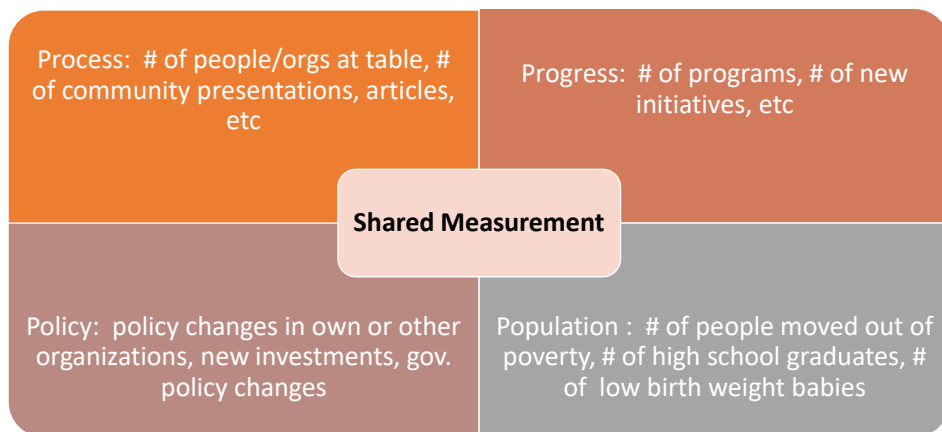 Process:  # of people/orgs at table, #
of community presentations, articles,
etc
Progress:  # of programs, # of new
initiatives, etc
Shared Measurement
Policy:  policy changes in own or other
organizations, new investments, gov.
policy changes
Population :  # of people moved out of
poverty, # of high school graduates, #
of  low birth weight babies